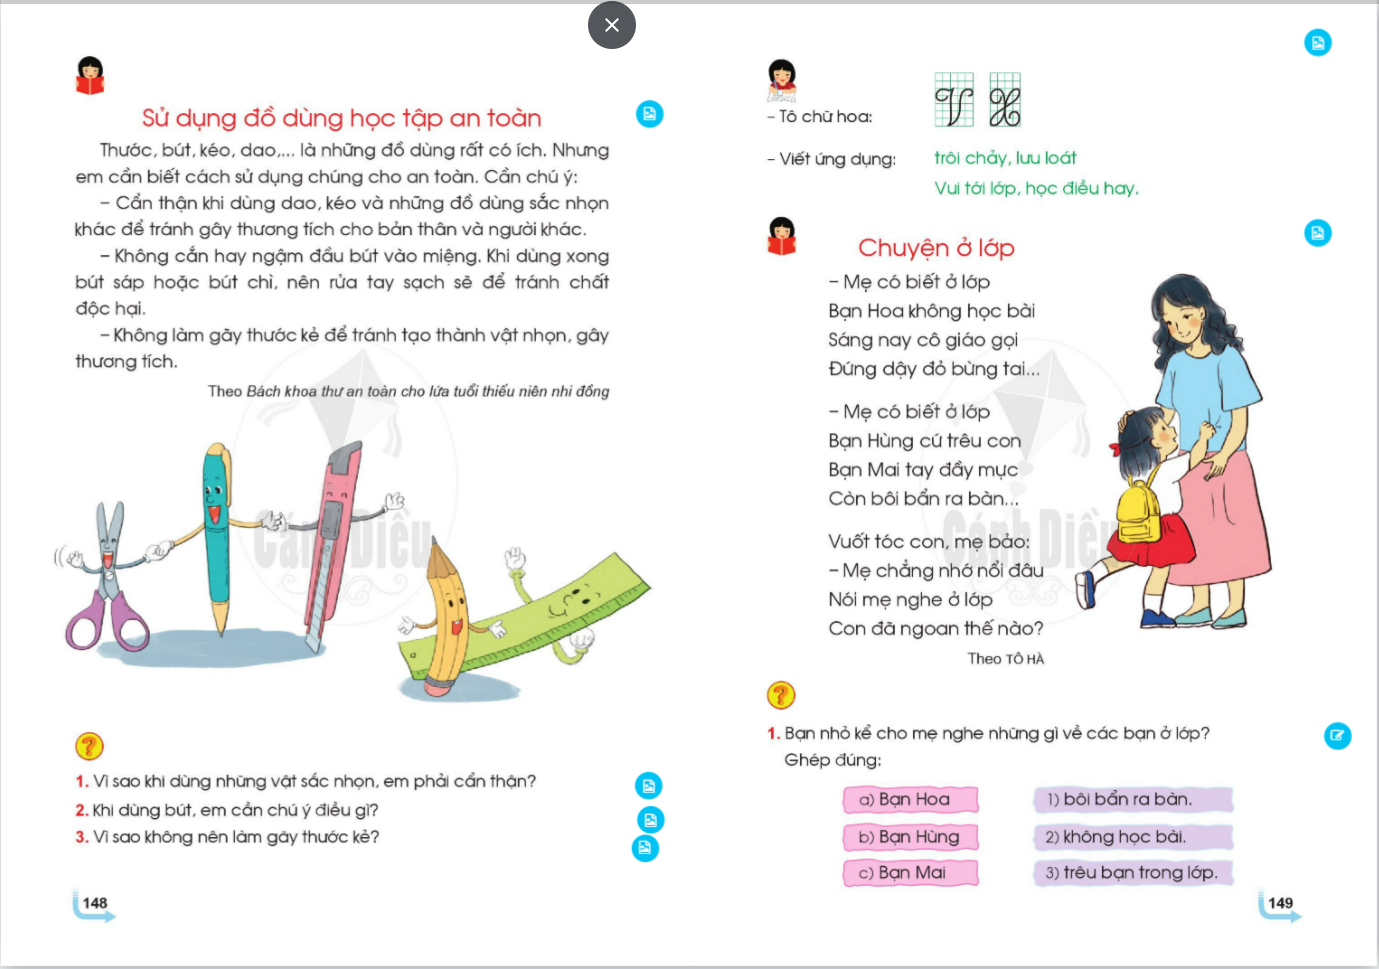 Sử dụng đồ dùng học tập an toàn
Thước, bút, kéo, dao,... là những đồ dùng rất có ích. Nhưng
em cần biết cách sử dụng chúng cho an toàn. Cần chú ý:
– Cẩn thận khi dùng dao, kéo và những đồ dùng sắc nhọn
khác để tránh gây thương tích cho bản thân và người khác.
– Không cắn hay ngậm đầu bút vào miệng. Khi dùng xong
bút sáp hoặc bút chì, nên rửa tay sạch sẽ để tránh chất
độc hại.
– Không làm gãy thước kẻ để tránh tạo thành vật nhọn, gây
thương tích.
Theo Bách khoa thư an toàn cho lứa tuổi thiếu niên nhi đồng
Cánh Diều
1. Vì sao khi dùng những vật sắc nhọn, em phải cẩn thận?
2. Khi dùng bút, em cần chú ý điều gì?
3. Vì sao không nên làm gãy thước kẻ?
148
– Tô chữ hoa: V X
– Viết ứng dụng: trôi chảy, lưu loát
Vui tới lớp, học điều hay.
Chuyện ở lớp
– Mẹ có biết ở lớp
Bạn Hoa không học bài
Sáng nay cô giáo gọi
Đứng dậy đỏ bừng tai...
– Mẹ có biết ở lớp
Bạn Hùng cứ trêu con
Bạn Mai tay đầy mực
Còn bôi bẩn ra bàn...
Vuốt tóc con, mẹ bảo:
– Mẹ chẳng nhớ nổi đâu
Nói mẹ nghe ở lớp
Con đã ngoan thế nào?
Theo TÔ HÀ
Cánh Diều
1. Bạn nhỏ kể cho mẹ nghe những gì về các bạn ở lớp?
Ghép đúng:
a) Bạn Hoa 1) bôi bẩn ra bàn.
b) Bạn Hùng 2) không học bài.
c) Bạn Mai 3) trêu bạn trong lớp.
149